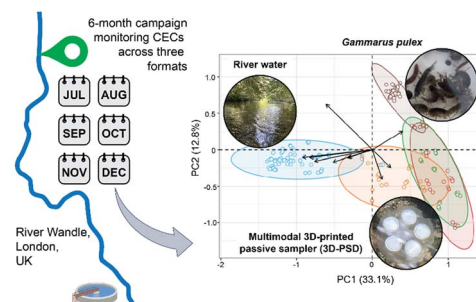 6-month campaign
monitoring CECs
across three
formats
JUL AUG
SEP OCT
NOV DEC
River Wandle,
London,
UK
Gammarus pulex
River water
Multimodal 3D-printed
passive sampler (3D-PSD)
PC2 (12.8%)
1.0
0.5
0.0
-0.5
-1.0
-2 -1 0 1
PC1 (33.1%)